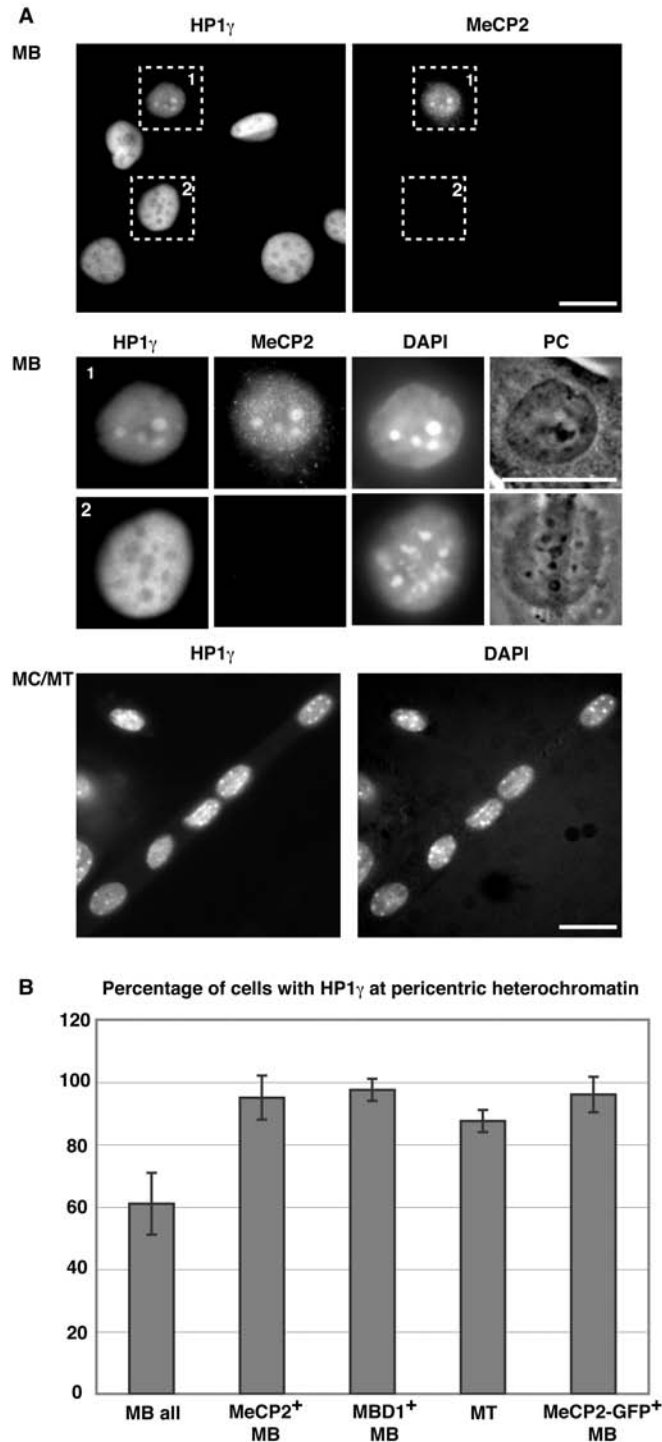 A
HP1γ MeCP2
MB
1 1
2 2
HP1γ MeCP2 DAPI PC
MB
1
2
HP1γ DAPI
MC/MT
B Percentage of cells with HP1γ at pericentric heterochromatin
120
100
80
60
40
20
0
MB all MeCP2⁺ MB MBD1⁺ MB MT MeCP2-GFP⁺ MB